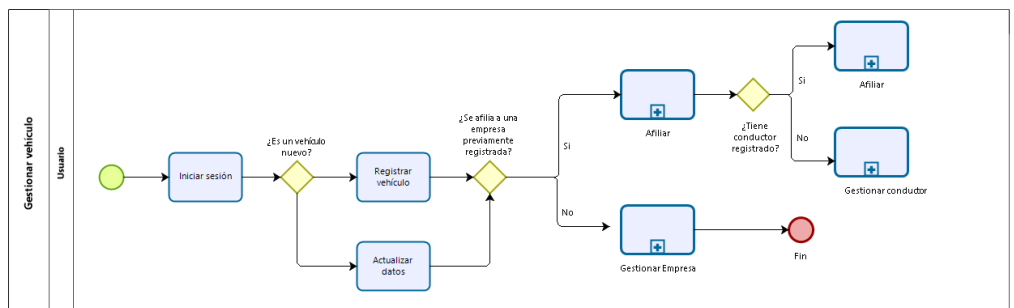 Gestionar vehículo
Usuario
Iniciar sesión
¿Es un vehículo
nuevo?
Registrar
vehículo
Actualizar
datos
¿Se afilia a una
empresa
previamente
registrada?
Si
No
Afiliar
Gestionar Empresa
¿Tiene
conductor
registrado?
Si
No
Afiliar
Gestionar conductor
Fin